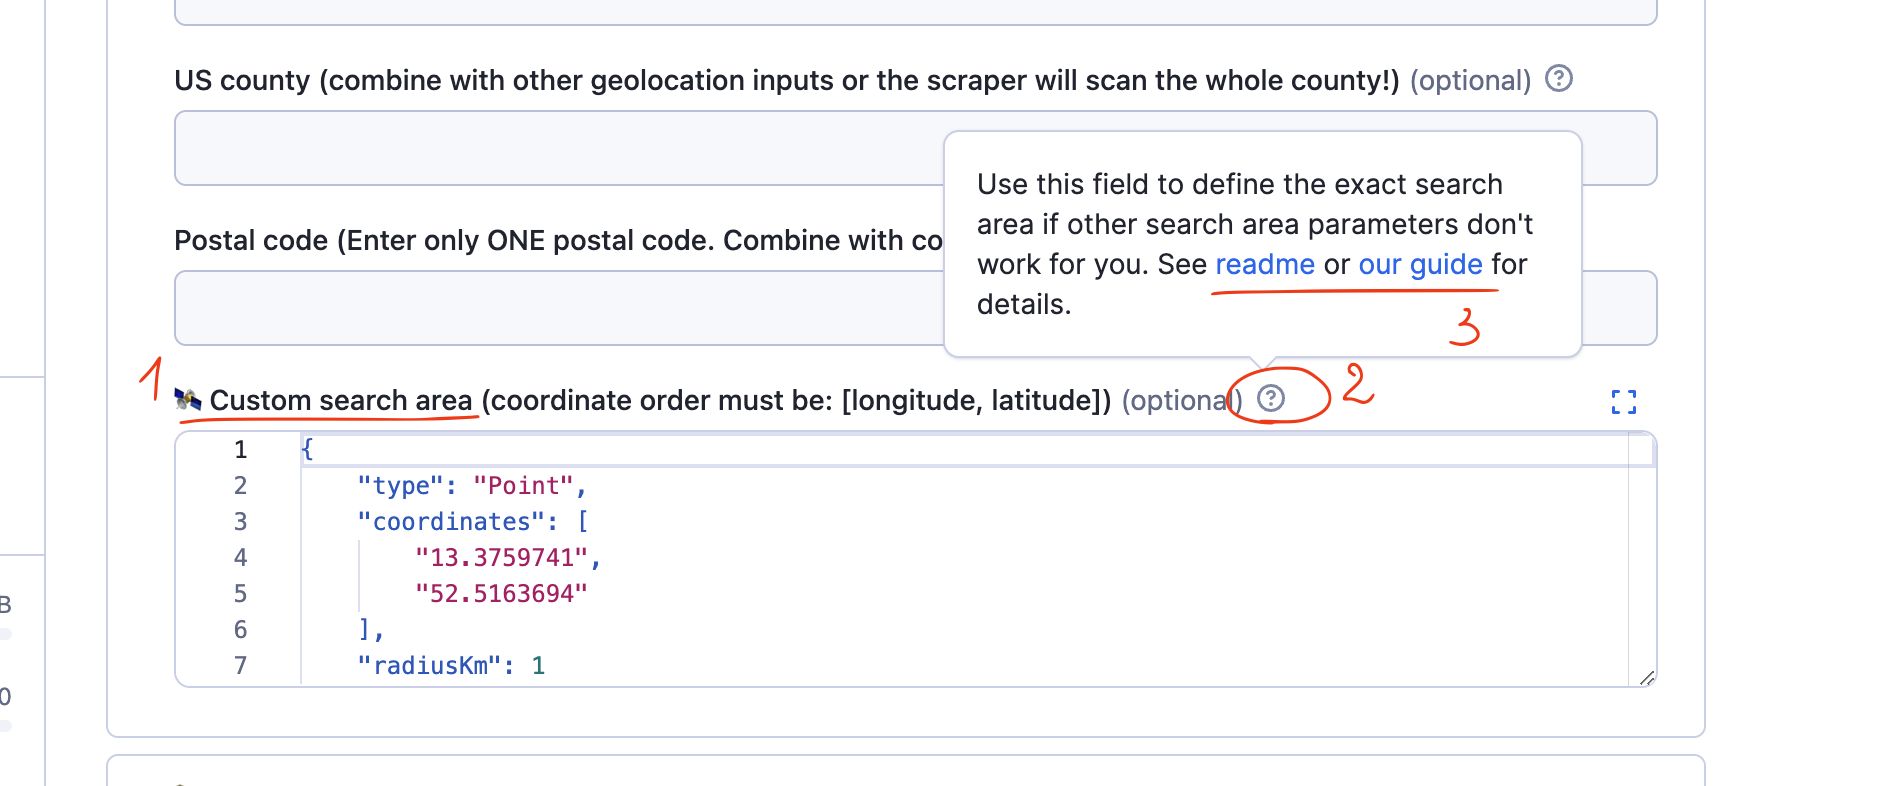 US county (combine with other geolocation inputs or the scraper will scan the whole county!) (optional) ?
Postal code (Enter only ONE postal code. Combine with co
Use this field to define the exact search
area if other search area parameters don't
work for you. See readme or our guide for
details.
3
1
Custom search area (coordinate order must be: [longitude, latitude]) (optional) ?
2
1 {
2 "type": "Point",
3 "coordinates": [
4 "13.3759741",
5 "52.5163694"
6 ],
7 "radiusKm": 1
B
0